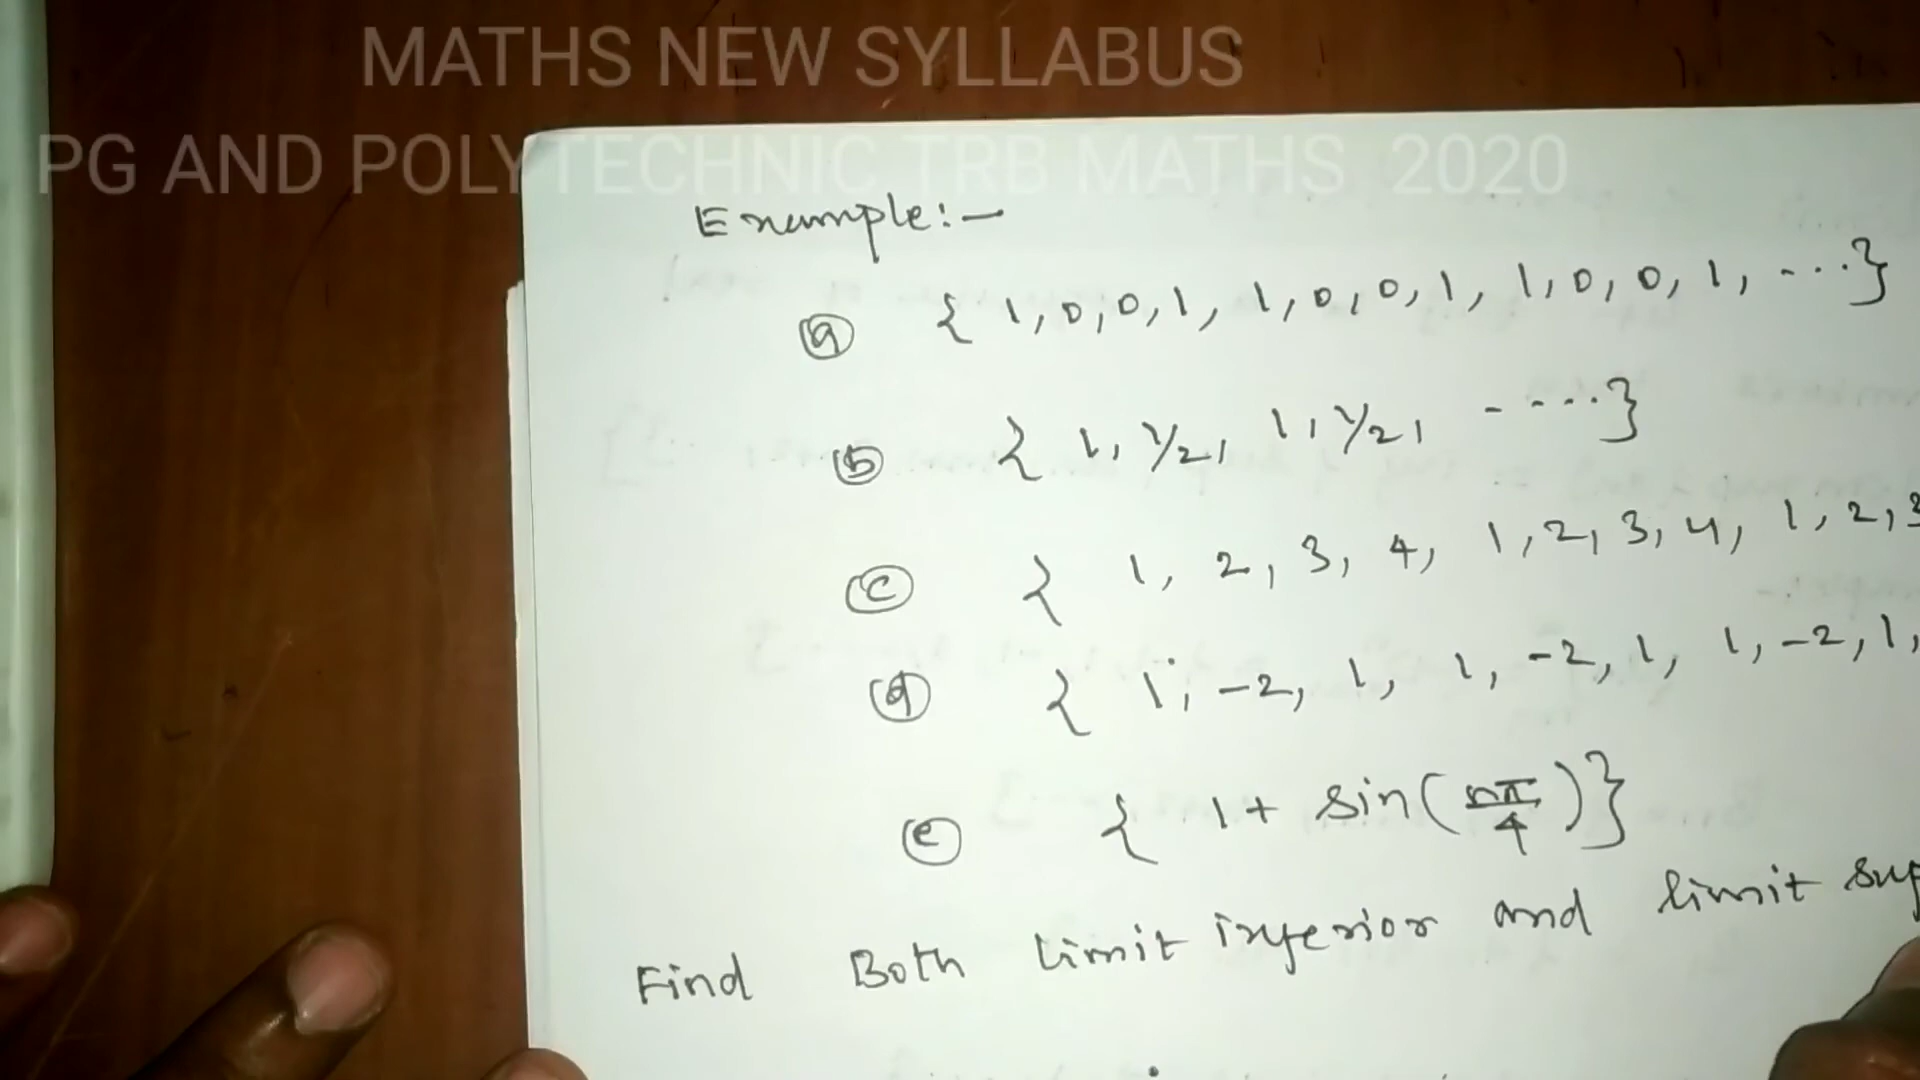 MATHS NEW SYLLABUS
PG AND POLYTECHNIC TRB MATHS 2020
Example:-
(a) { 1, 0, 0, 1, 1, 0, 0, 1, 1, 0, 0, 1, ....}
(b) { 1, 1/2, 1, 1/2, .....}
(c) { 1, 2, 3, 4, 1, 2, 3, 4, 1, 2, 3
(d) { 1, -2, 1, 1, -2, 1, 1, -2, 1,
(e) { 1 + sin(nπ/4)}
Find Both limit inferior and limit sup